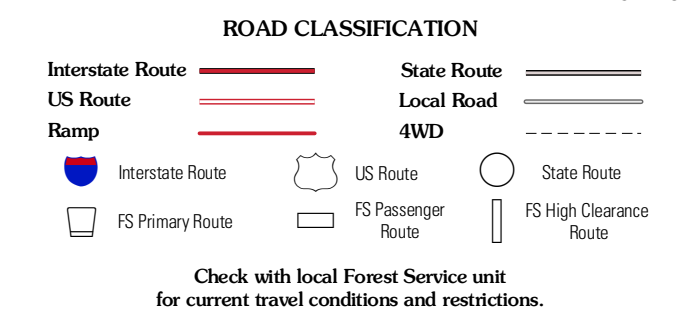 ROAD CLASSIFICATION
Interstate Route
State Route
US Route
Local Road
Ramp
4WD
Interstate Route
US Route
State Route
FS Primary Route
FS Passenger
Route
FS High Clearance
Route
Check with local Forest Service unit
for current travel conditions and restrictions.